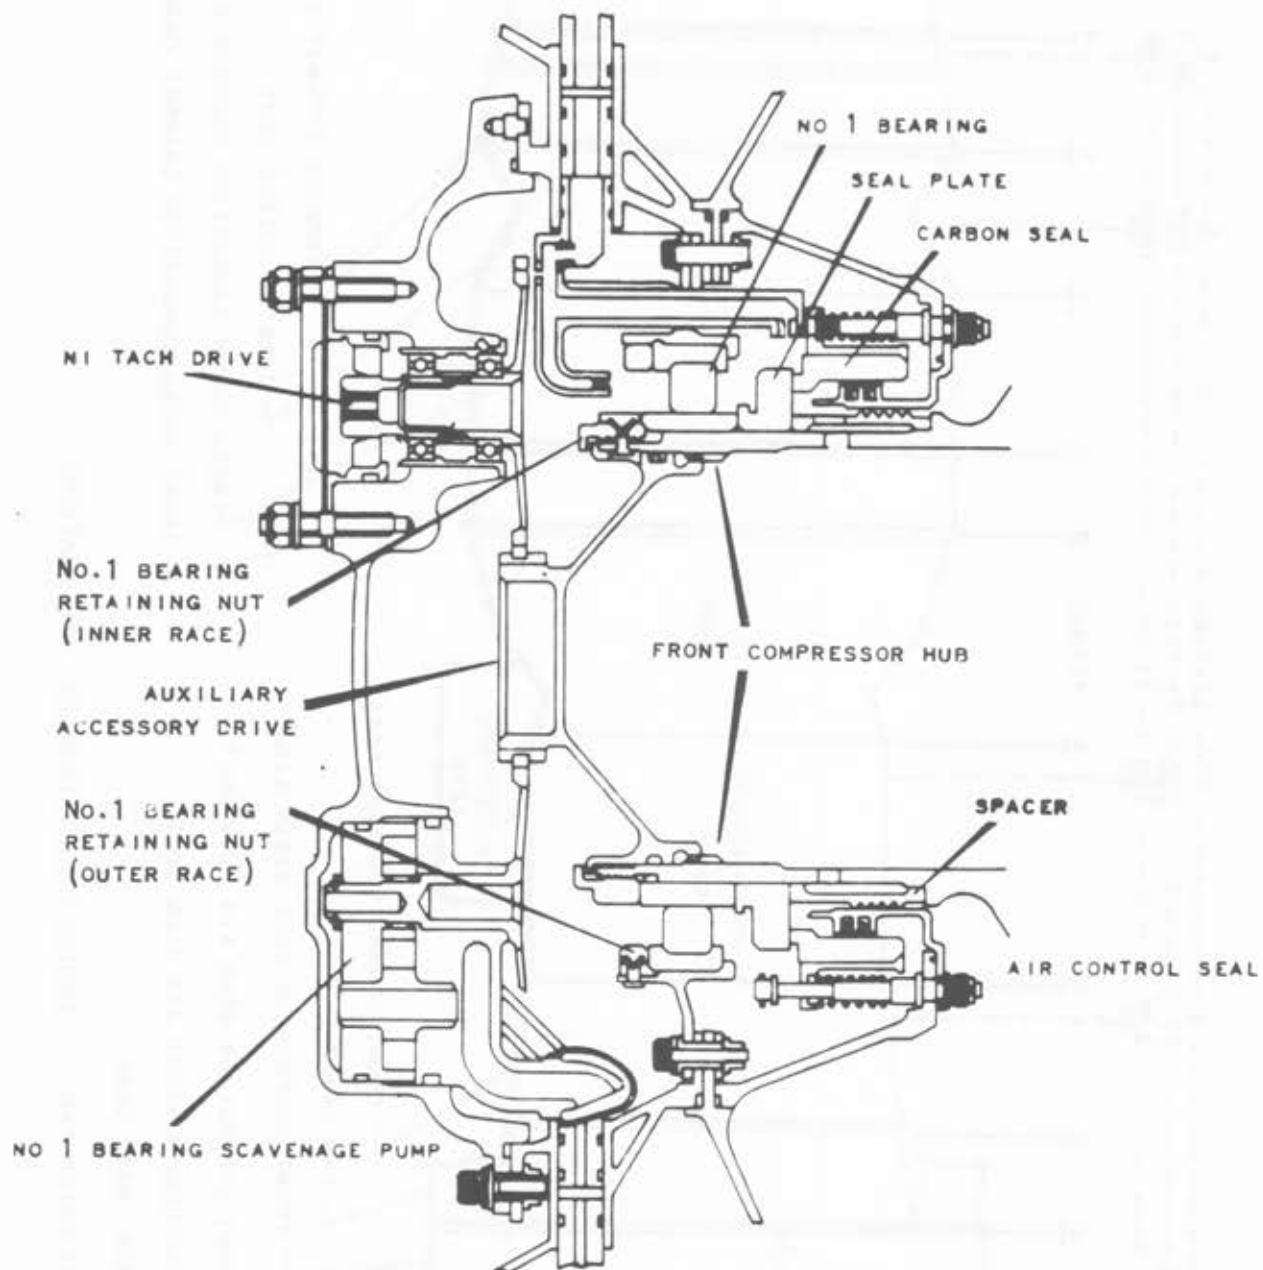 NO 1 BEARING
SEAL PLATE
CARBON SEAL
N1 TACH DRIVE
No.1 BEARING
RETAINING NUT
(INNER RACE)
FRONT COMPRESSOR HUB
AUXILIARY
ACCESSORY DRIVE
No.1 BEARING
RETAINING NUT
(OUTER RACE)
SPACER
AIR CONTROL SEAL
NO 1 BEARING SCAVENAGE PUMP